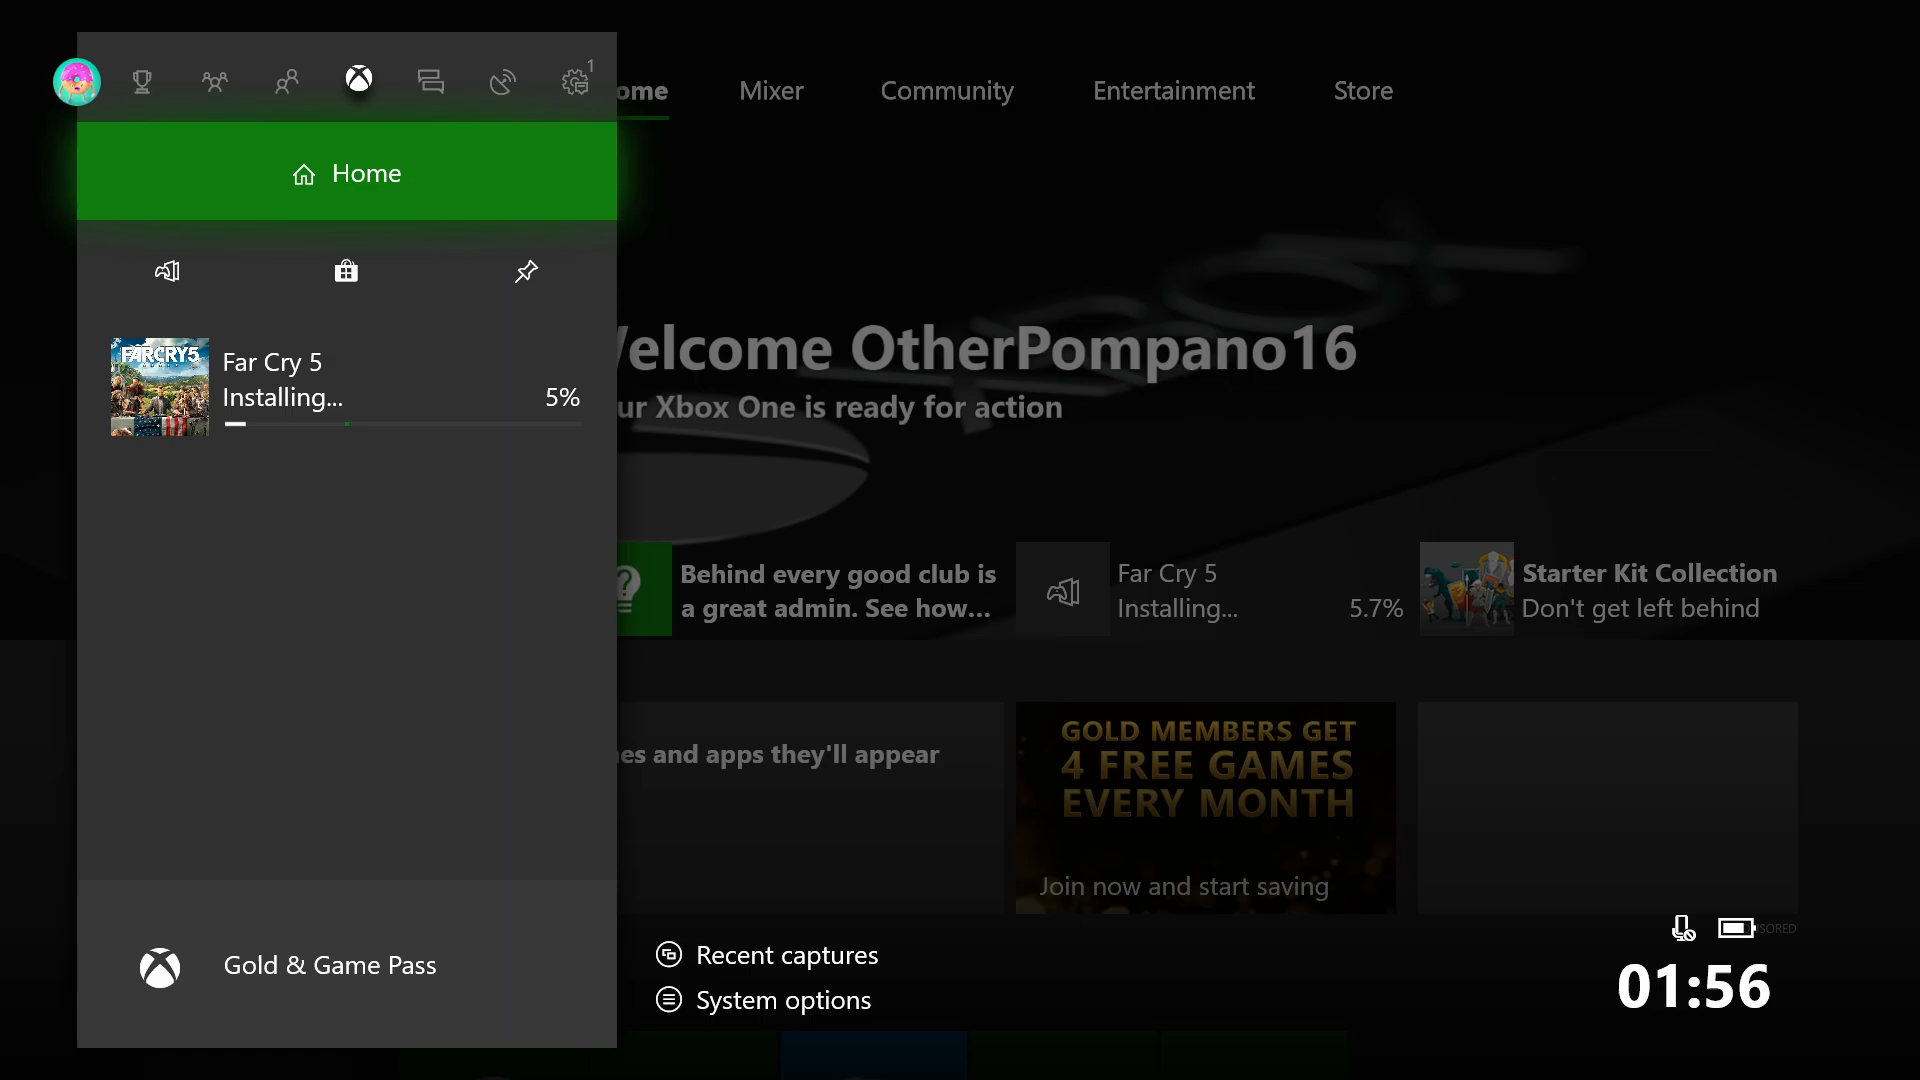 1
ome
Mixer
Community
Entertainment
Store
Home
FARCRY5
Far Cry 5
Installing...
5%
elcome OtherPompano16
ur Xbox One is ready for action
Behind every good club is
a great admin. See how...
Far Cry 5
Installing...
5.7%
Starter Kit Collection
Don't get left behind
es and apps they'll appear
GOLD MEMBERS GET
4 FREE GAMES
EVERY MONTH
Join now and start saving
Gold & Game Pass
Recent captures
System options
SORED
01:56